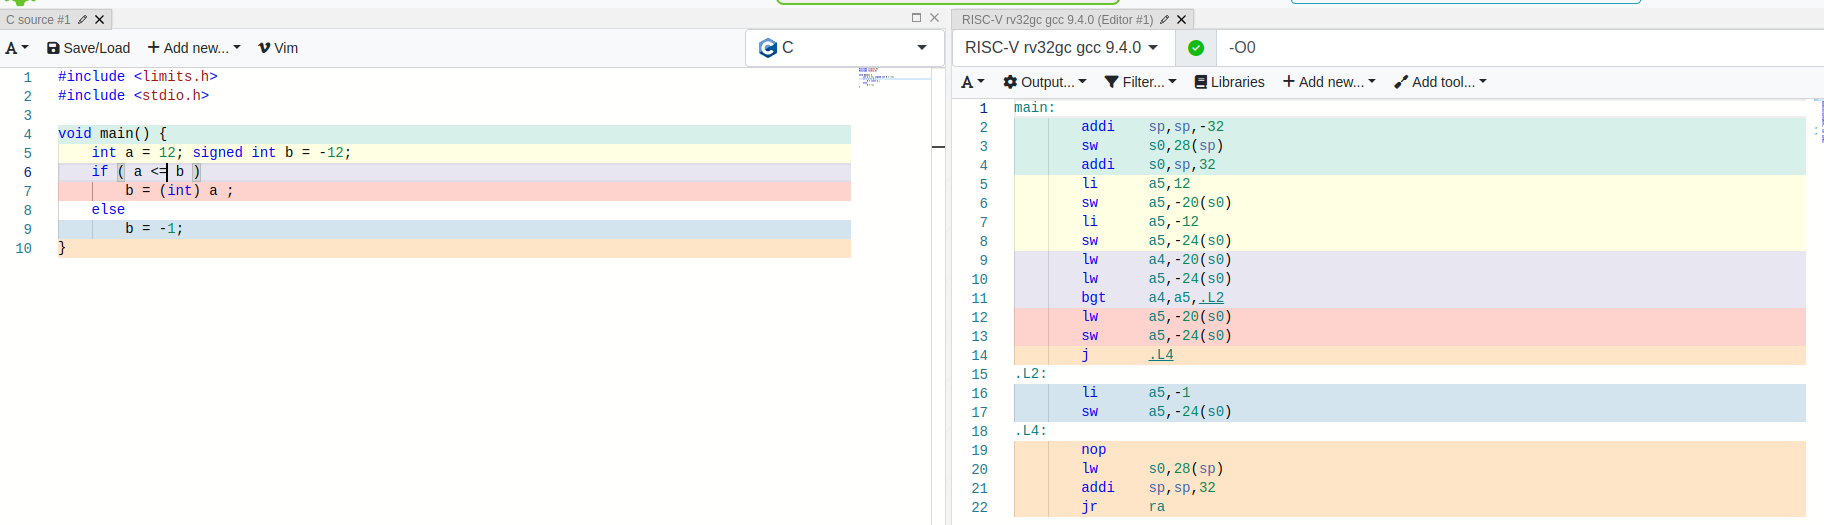 C source #1
A Save/Load Add new... Vim C
1 #include <limits.h>
2 #include <stdio.h>
3
4 void main() {
5 int a = 12; signed int b = -12;
6 if ( a <= b )
7 b = (int) a ;
8 else
9 b = -1;
10 }
RISC-V rv32gc gcc 9.4.0 (Editor #1)
RISC-V rv32gc gcc 9.4.0 -O0
A Output... Filter... Libraries Add new... Add tool...
1 main:
2 addi sp,sp,-32
3 sw s0,28(sp)
4 addi s0,sp,32
5 li a5,12
6 sw a5,-20(s0)
7 li a5,-12
8 sw a5,-24(s0)
9 lw a4,-20(s0)
10 lw a5,-24(s0)
11 bgt a4,a5,.L2
12 lw a5,-20(s0)
13 sw a5,-24(s0)
14 j .L4
15 .L2:
16 li a5,-1
17 sw a5,-24(s0)
18 .L4:
19 nop
20 lw s0,28(sp)
21 addi sp,sp,32
22 jr ra